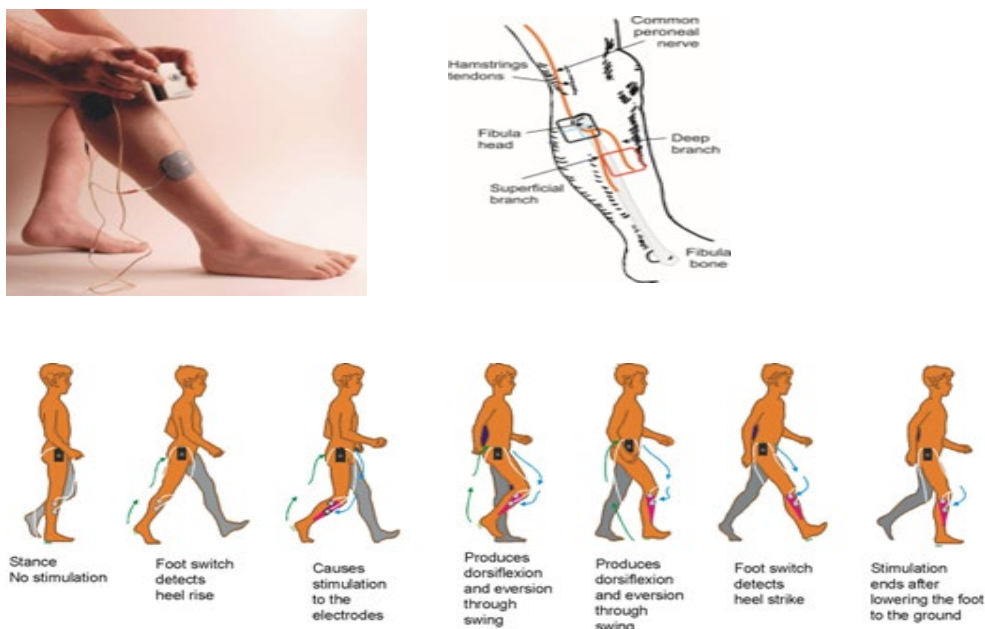 Common
peroneal
nerve
Hamstrings
tendons
Fibula
head
Deep
branch
Superficial
branch
Fibula
bone
Stance
No stimulation
Foot switch
detects
heel rise
Causes
stimulation
to the
electrodes
Produces
dorsiflexion
and eversion
through
swing
Produces
dorsiflexion
and eversion
through
swing
Foot switch
detects
heel strike
Stimulation
ends after
lowering the foot
to the ground